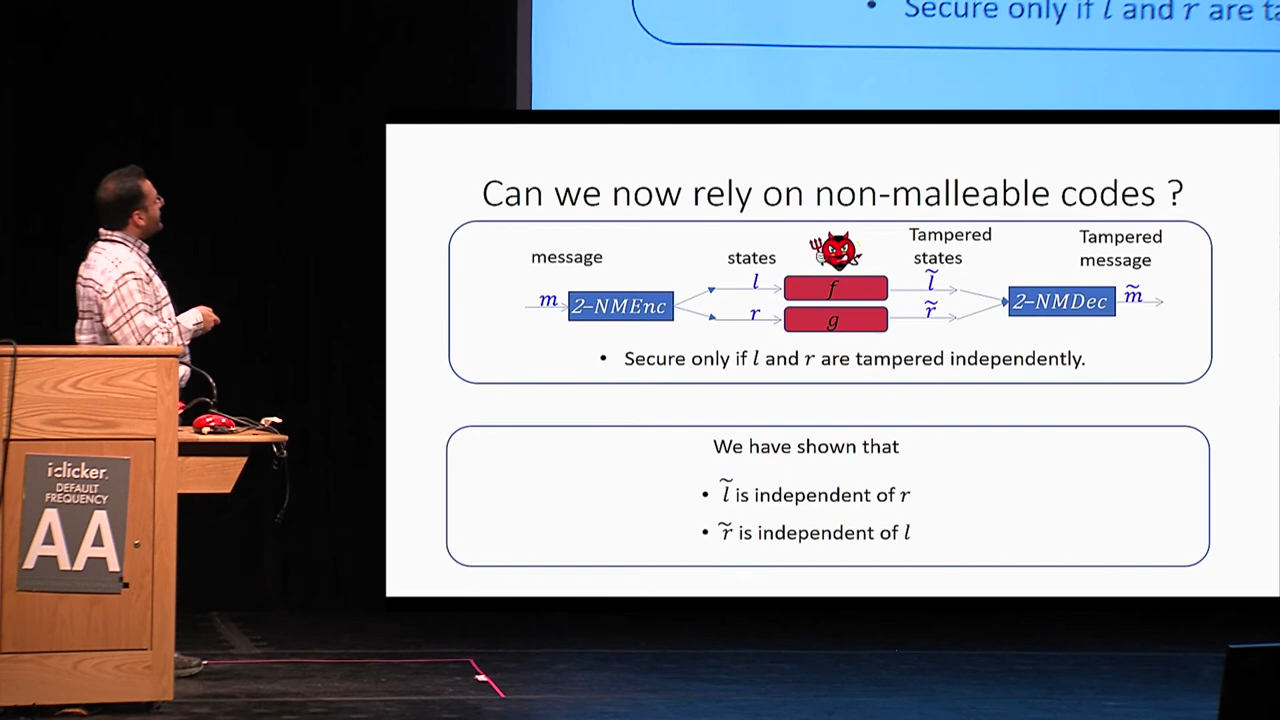 Secure only if l and r are ta
Can we now rely on non-malleable codes ?
message
states
Tampered
states
Tampered
message
m
2-NMEnc
l
r
f
g
l̃
r̃
2-NMDec
m̃
• Secure only if l and r are tampered independently.
We have shown that
• l̃ is independent of r
• r̃ is independent of l
iclicker.
DEFAULT
FREQUENCY
AA